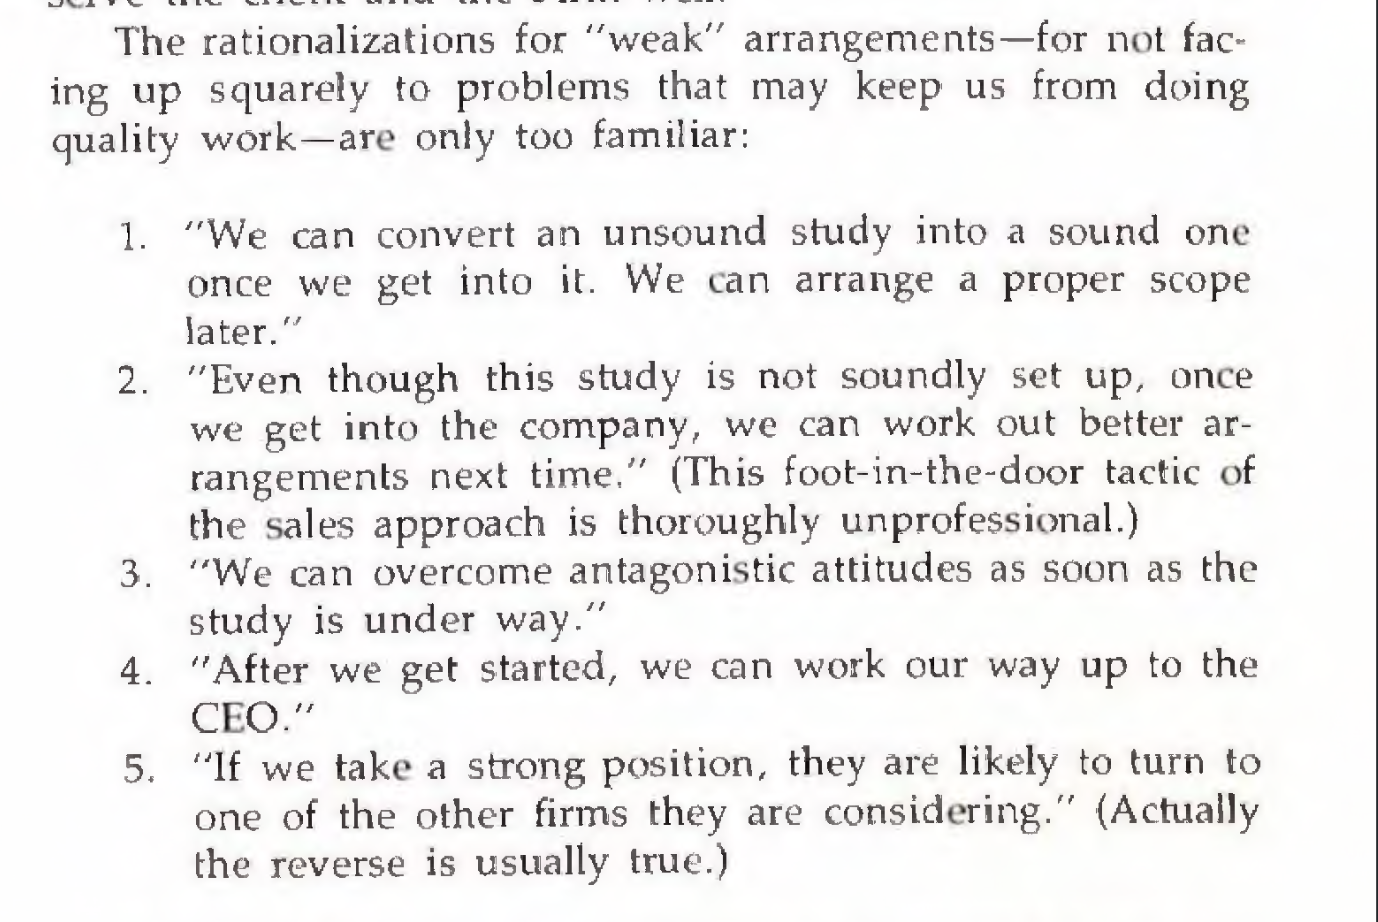 The rationalizations for "weak" arrangements—for not fac-
ing up squarely to problems that may keep us from doing
quality work—are only too familiar:
1. "We can convert an unsound study into a sound one
once we get into it. We can arrange a proper scope
later."
2. "Even though this study is not soundly set up, once
we get into the company, we can work out better ar-
rangements next time." (This foot-in-the-door tactic of
the sales approach is thoroughly unprofessional.)
3. "We can overcome antagonistic attitudes as soon as the
study is under way."
4. "After we get started, we can work our way up to the
CEO."
5. "If we take a strong position, they are likely to turn to
one of the other firms they are considering." (Actually
the reverse is usually true.)